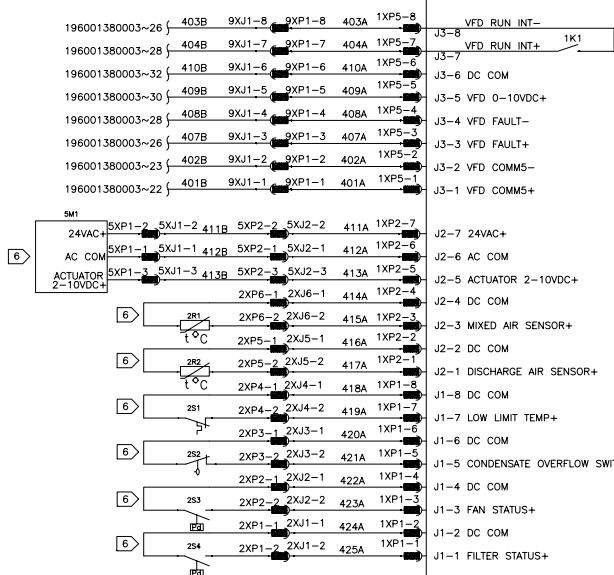 196001380003~26 403B 9XJ1-8 9XP1-8 403A 1XP5-8 J3-8 VFD RUN INT-
196001380003~28 404B 9XJ1-7 9XP1-7 404A 1XP5-7 J3-7 VFD RUN INT+ 1K1
196001380003~32 410B 9XJ1-6 9XP1-6 410A 1XP5-6 J3-6 DC COM
196001380003~30 409B 9XJ1-5 9XP1-5 409A 1XP5-5 J3-5 VFD 0-10VDC+
196001380003~28 408B 9XJ1-4 9XP1-4 408A 1XP5-4 J3-4 VFD FAULT-
196001380003~26 407B 9XJ1-3 9XP1-3 407A 1XP5-3 J3-3 VFD FAULT+
196001380003~23 402B 9XJ1-2 9XP1-2 402A 1XP5-2 J3-2 VFD COMM5-
196001380003~22 401B 9XJ1-1 9XP1-1 401A 1XP5-1 J3-1 VFD COMM5+
5M1
24VAC+ 5XP1-2 5XJ1-2 411B 5XP2-2 5XJ2-2 411A 1XP2-7 J2-7 24VAC+
6 AC COM 5XP1-1 5XJ1-1 412B 5XP2-1 5XJ2-1 412A 1XP2-6 J2-6 AC COM
ACTUATOR 2-10VDC+ 5XP1-3 5XJ1-3 413B 5XP2-3 5XJ2-3 413A 1XP2-5 J2-5 ACTUATOR 2-10VDC+
2XP6-1 2XJ6-1 414A 1XP2-4 J2-4 DC COM
6 2R1 t°C 2XP6-2 2XJ6-2 415A 1XP2-3 J2-3 MIXED AIR SENSOR+
2XP5-1 2XJ5-1 416A 1XP2-2 J2-2 DC COM
6 2R2 t°C 2XP5-2 2XJ5-2 417A 1XP2-1 J2-1 DISCHARGE AIR SENSOR+
2XP4-1 2XJ4-1 418A 1XP1-8 J1-8 DC COM
6 2S1 2XP4-2 2XJ4-2 419A 1XP1-7 J1-7 LOW LIMIT TEMP+
2XP3-1 2XJ3-1 420A 1XP1-6 J1-6 DC COM
6 2S2 2XP3-2 2XJ3-2 421A 1XP1-5 J1-5 CONDENSATE OVERFLOW SWI
2XP2-1 2XJ2-1 422A 1XP1-4 J1-4 DC COM
6 2S3 Pd 2XP2-2 2XJ2-2 423A 1XP1-3 J1-3 FAN STATUS+
2XP1-1 2XJ1-1 424A 1XP1-2 J1-2 DC COM
6 2S4 Pd 2XP1-2 2XJ1-2 425A 1XP1-1 J1-1 FILTER STATUS+